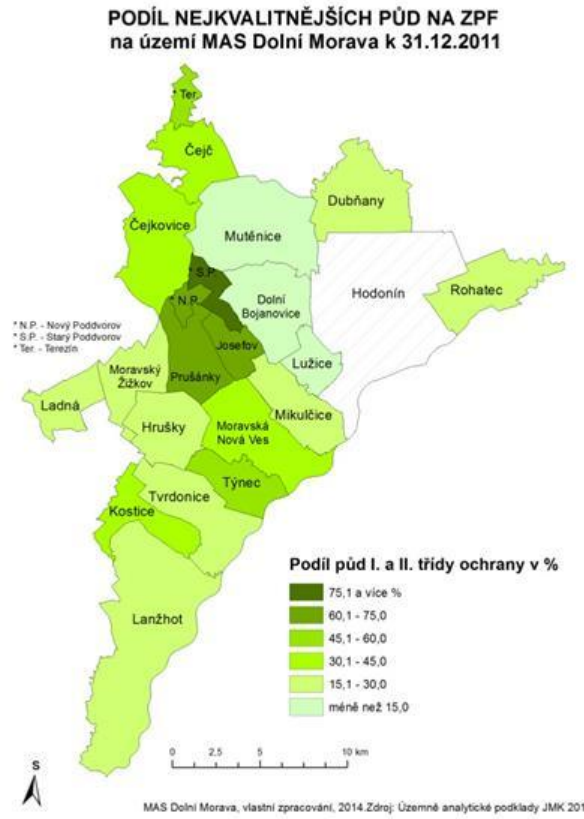 PODÍL NEJKVALITNĚJŠÍCH PŮD NA ZPF
na území MAS Dolní Morava k 31.12.2011
* Ter.
Čejč
Dubňany
Čejkovice
Mutěnice
* S.P.
Hodonín
Rohatec
* N.P.
Dolní
Bojanovice
* N.P. - Nový Poddvorov
* S.P. - Starý Poddvorov
* Ter. - Terezín
Josefov
Lužice
Moravský
Žižkov
Prušánky
Ladná
Mikulčice
Hrušky
Moravská
Nová Ves
Týnec
Tvrdonice
Kostice
Lanžhot
Podíl půd I. a II. třídy ochrany v %
75,1 a více %
60,1 - 75,0
45,1 - 60,0
30,1 - 45,0
15,1 - 30,0
méně než 15,0
0 2,5 5 10 km
S
MAS Dolní Morava, vlastní zpracování, 2014.Zdroj: Územně analytické podklady JMK 201